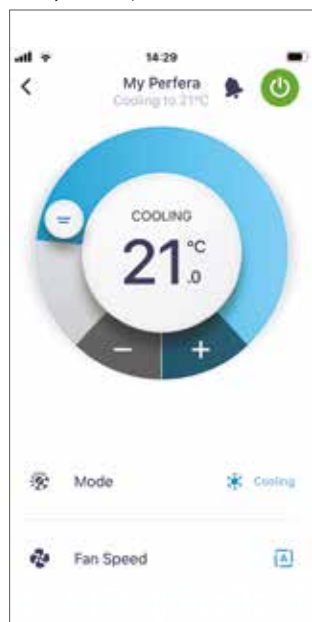 14:29
My Perfera
Cooling to 21°C
COOLING
21.0 °C
− +
Mode Cooling
Fan Speed A